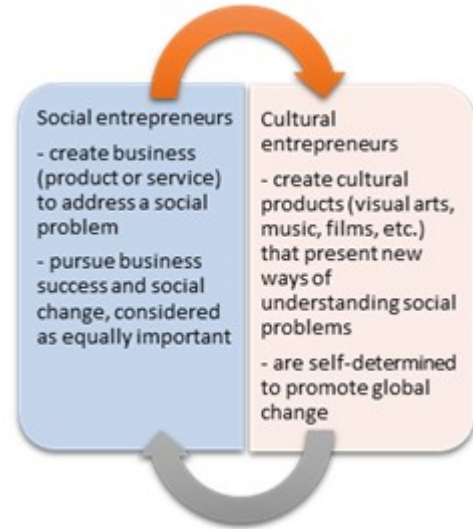 Social entrepreneurs
- create business
(product or service)
to address a social
problem
- pursue business
success and social
change, considered
as equally important
Cultural
entrepreneurs
- create cultural
products (visual arts,
music, films, etc.)
that present new
ways of
understanding social
problems
- are self-determined
to promote global
change